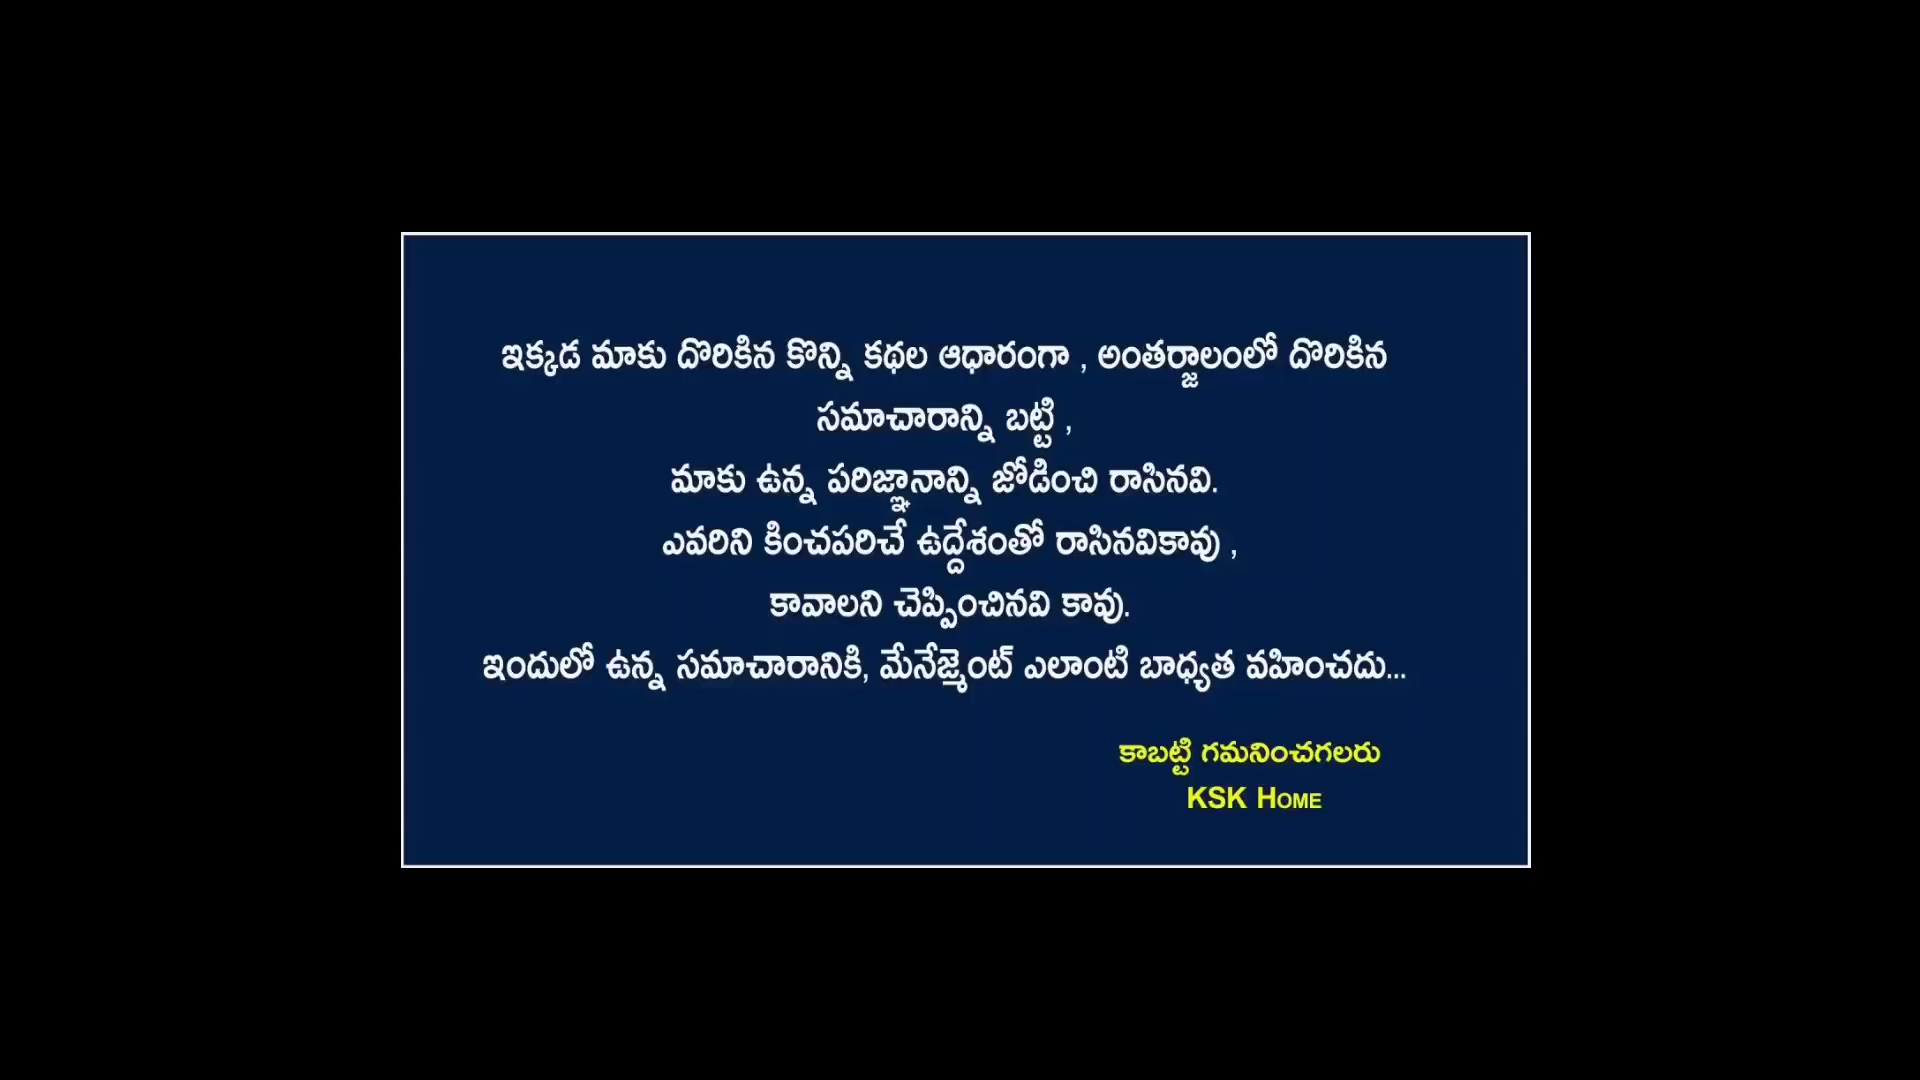 ఇక్కడ మాకు దొరికిన కొన్ని కథల ఆధారంగా , అంతర్జాలంలో దొరికిన
సమాచారాన్ని బట్టి ,
మాకు ఉన్న పరిజ్ఞానాన్ని జోడించి రాసినవి.
ఎవరిని కించపరిచే ఉద్దేశంతో రాసినవికావు ,
కావాలని చెప్పించినవి కావు.
ఇందులో ఉన్న సమాచారానికి, మేనేజ్మెంట్ ఎలాంటి బాధ్యత వహించదు...
కాబట్టి గమనించగలరు
KSK HOME